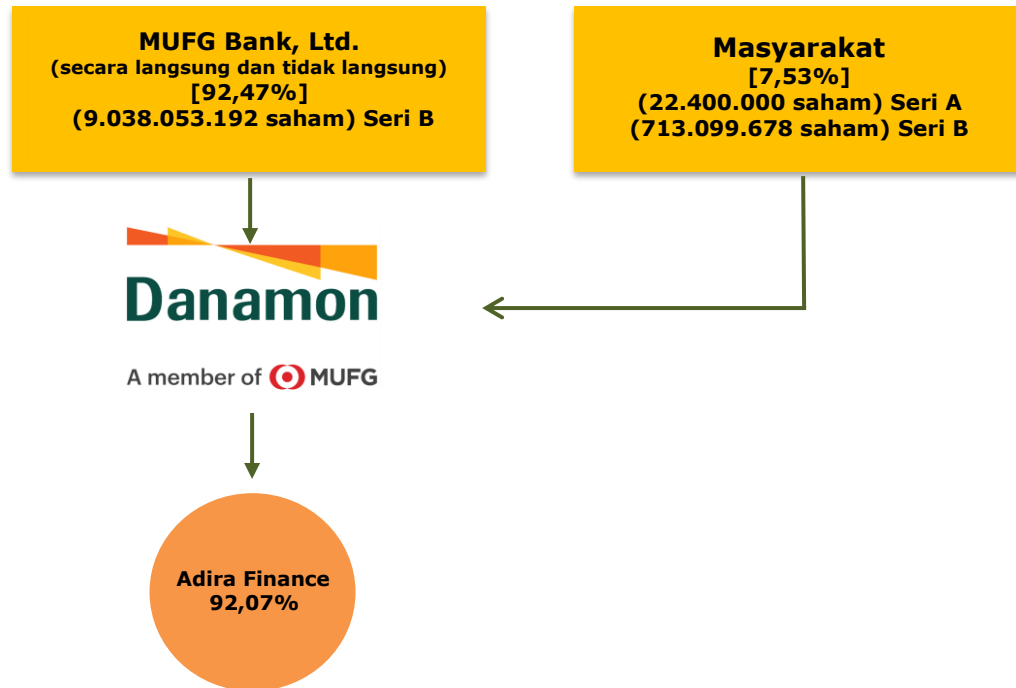 MUFG Bank, Ltd.
(secara langsung dan tidak langsung)
[92,47%]
(9.038.053.192 saham) Seri B
Masyarakat
[7,53%]
(22.400.000 saham) Seri A
(713.099.678 saham) Seri B
Danamon
A member of MUFG
Adira Finance
92,07%